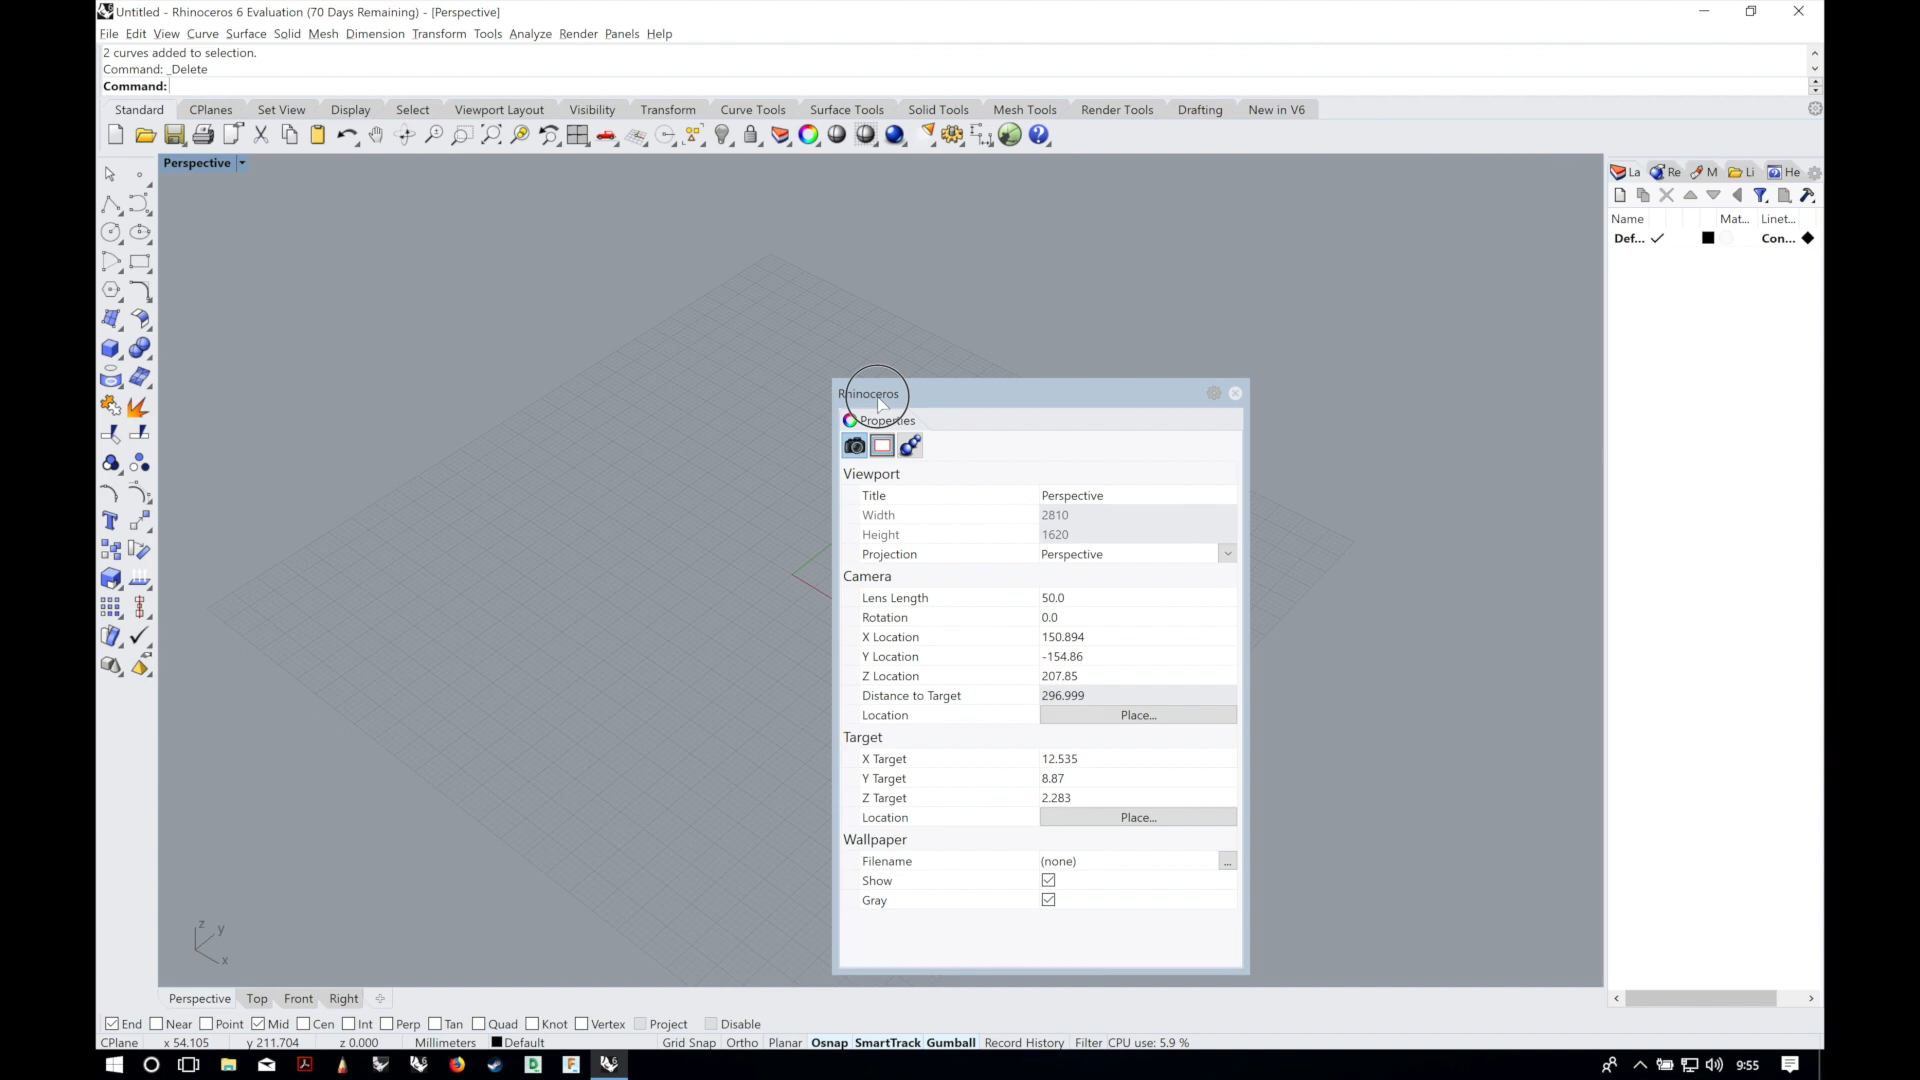 Untitled - Rhinoceros 6 Evaluation (70 Days Remaining) - [Perspective]
File Edit View Curve Surface Solid Mesh Dimension Transform Tools Analyze Render Panels Help
2 curves added to selection.
Command: _Delete
Command:
Standard CPlanes Set View Display Select Viewport Layout Visibility Transform Curve Tools Surface Tools Solid Tools Mesh Tools Render Tools Drafting New in V6
Perspective
La Re M Li He
Name Mat... Linet...
Def... Con...
Rhinoceros
Properties
Viewport
Title Perspective
Width 2810
Height 1620
Projection Perspective
Camera
Lens Length 50.0
Rotation 0.0
X Location 150.894
Y Location -154.86
Z Location 207.85
Distance to Target 296.999
Location Place...
Target
X Target 12.535
Y Target 8.87
Z Target 2.283
Location Place...
Wallpaper
Filename (none) ...
Show
Gray
z
y
x
Perspective Top Front Right
End Near Point Mid Cen Int Perp Tan Quad Knot Vertex Project Disable
CPlane x 54.105 y 211.704 z 0.000 Millimeters Default Grid Snap Ortho Planar Osnap SmartTrack Gumball Record History Filter CPU use: 5.9 %
9:55